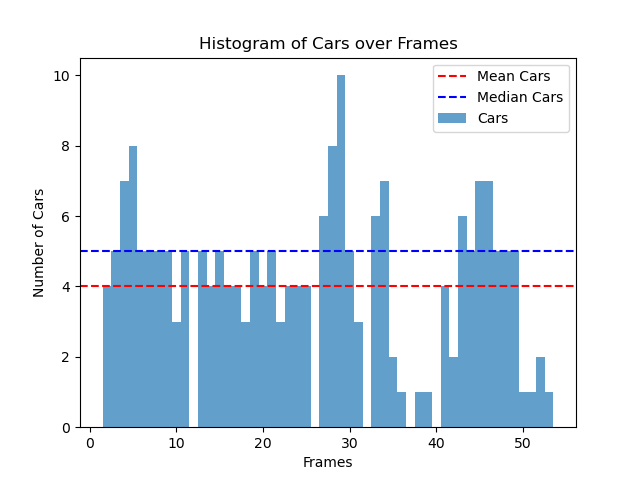 Histogram of Cars over Frames
Mean Cars
Median Cars
Cars
Number of Cars
10
8
6
4
2
0
0 10 20 30 40 50
Frames